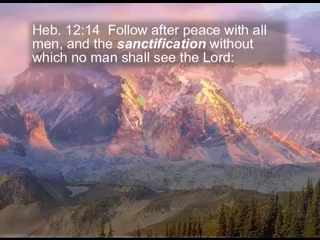 Heb. 12:14  Follow after peace with all
men, and the sanctification without
which no man shall see the Lord: